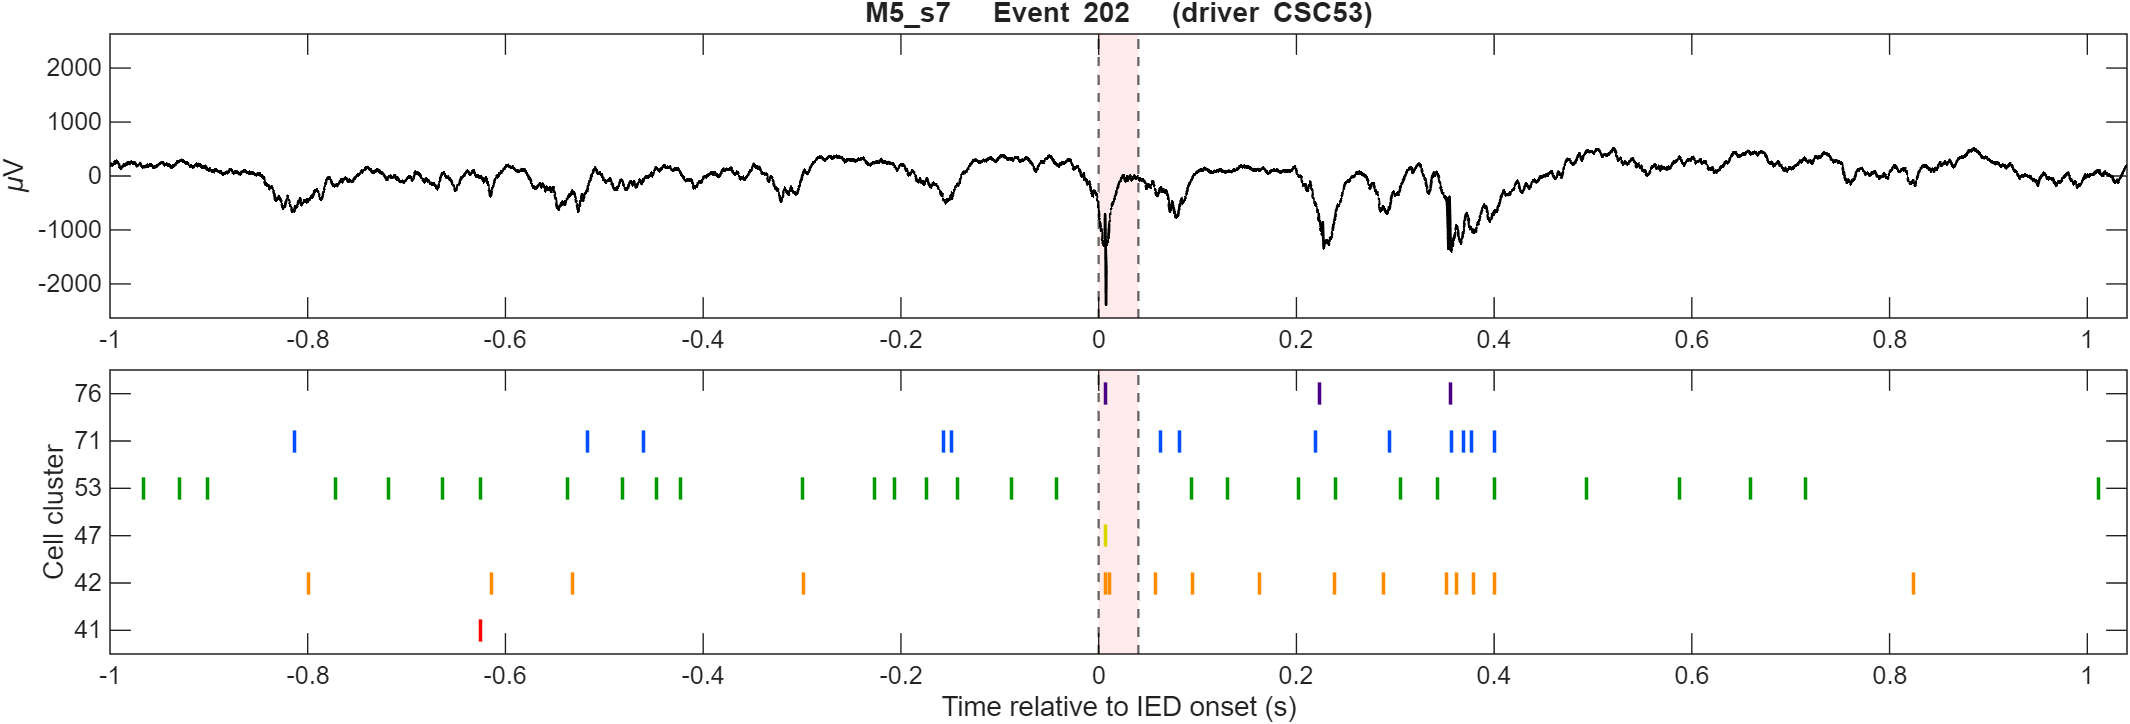 M5_s7 Event 202 (driver CSC53)
2000
1000
0
-1000
-2000
µV
-1 -0.8 -0.6 -0.4 -0.2 0 0.2 0.4 0.6 0.8 1
76
71
53
47
42
41
Cell cluster
-1 -0.8 -0.6 -0.4 -0.2 0 0.2 0.4 0.6 0.8 1
Time relative to IED onset (s)